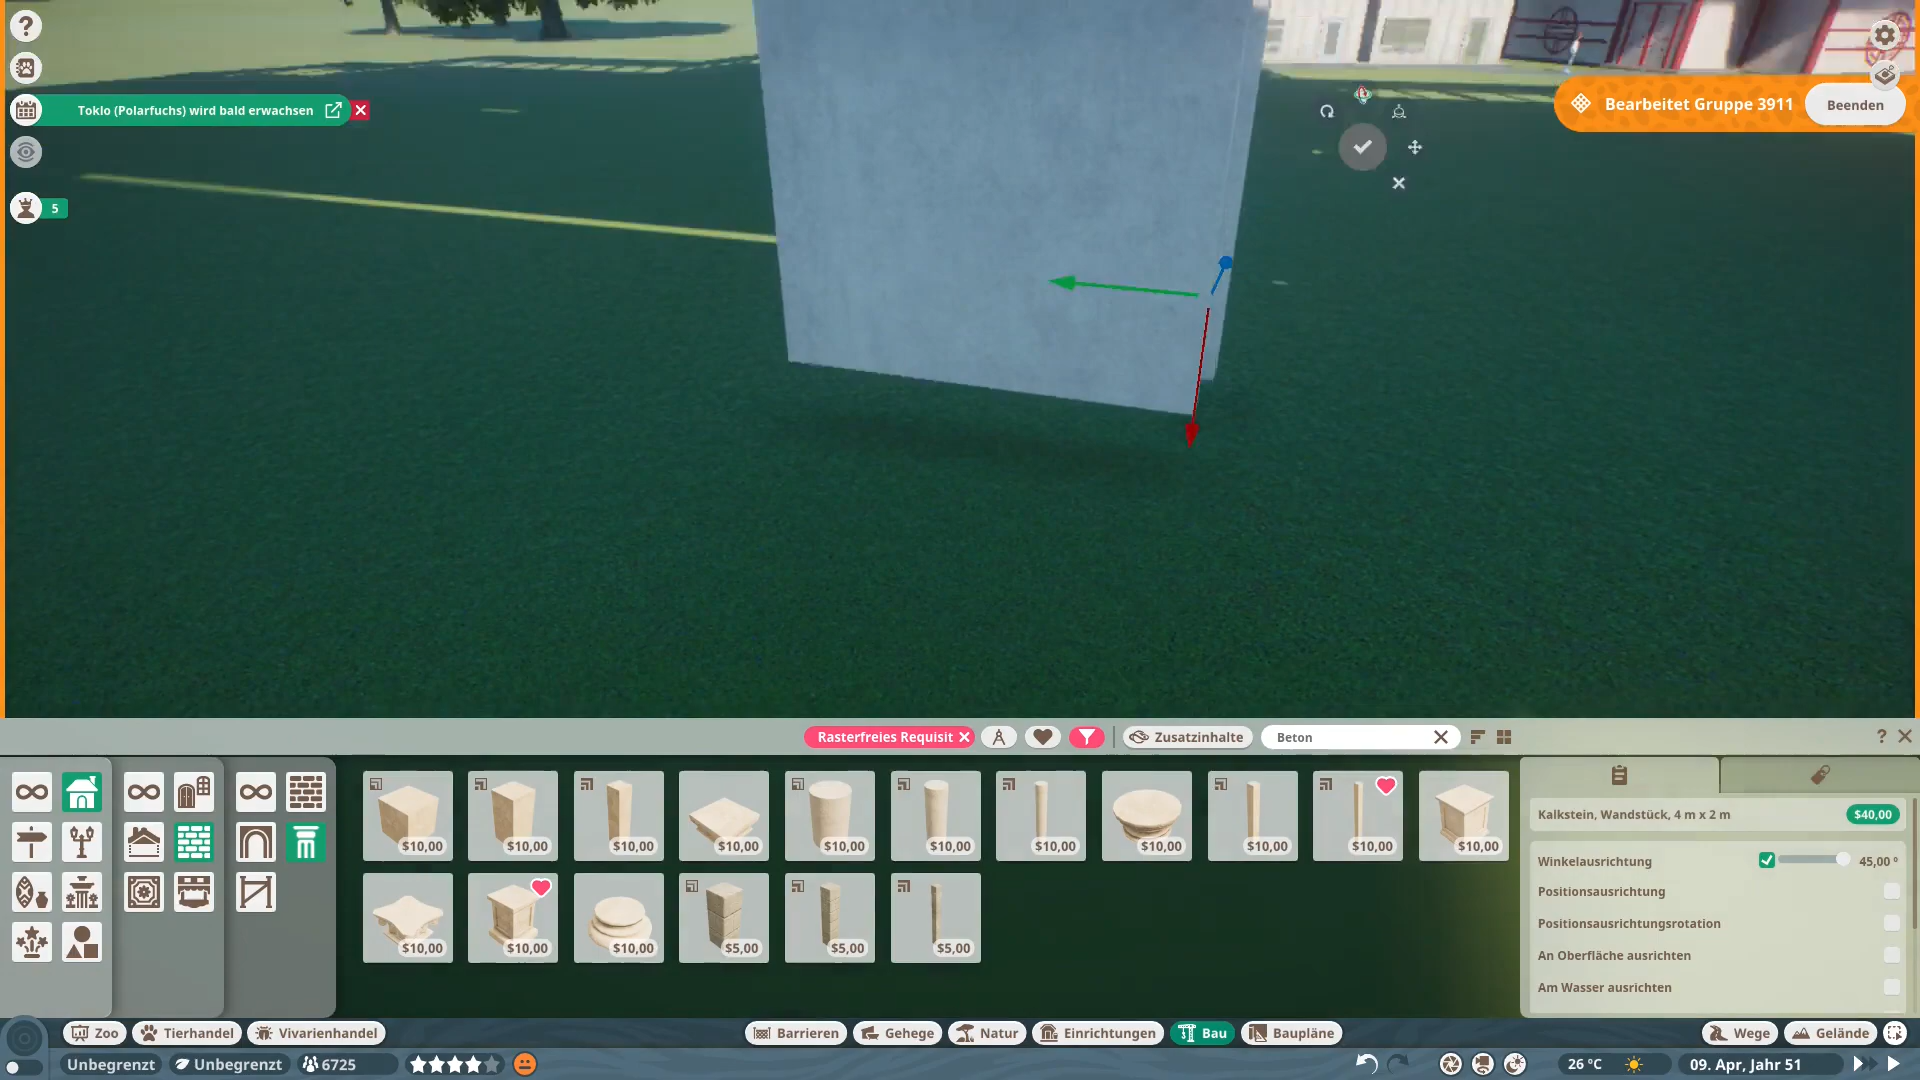 ?
Toklo (Polarfuchs) wird bald erwachsen
Bearbeitet Gruppe 3911
Beenden
5
Rasterfreies Requisit
Zusatzinhalte
Beton
?
$10,00
$10,00
$10,00
$10,00
$10,00
$10,00
$10,00
$10,00
$10,00
$10,00
$10,00
$10,00
$10,00
$10,00
$5,00
$5,00
$5,00
Kalkstein, Wandstück, 4 m x 2 m
$40,00
Winkelausrichtung
45,00 °
Positionsausrichtung
Positionsausrichtungsrotation
An Oberfläche ausrichten
Am Wasser ausrichten
Zoo
Tierhandel
Vivarienhandel
Barrieren
Gehege
Natur
Einrichtungen
Bau
Baupläne
Wege
Gelände
Unbegrenzt
Unbegrenzt
6725
26 °C
09. Apr, Jahr 51